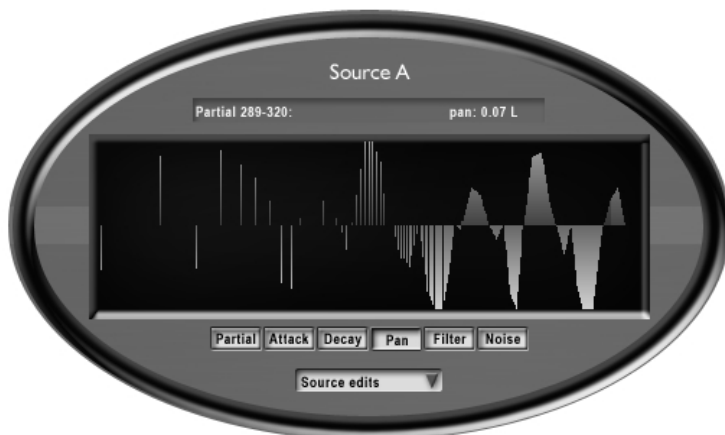 Source A
Partial 289-320: pan: 0.07 L
Partial Attack Decay Pan Filter Noise
Source edits